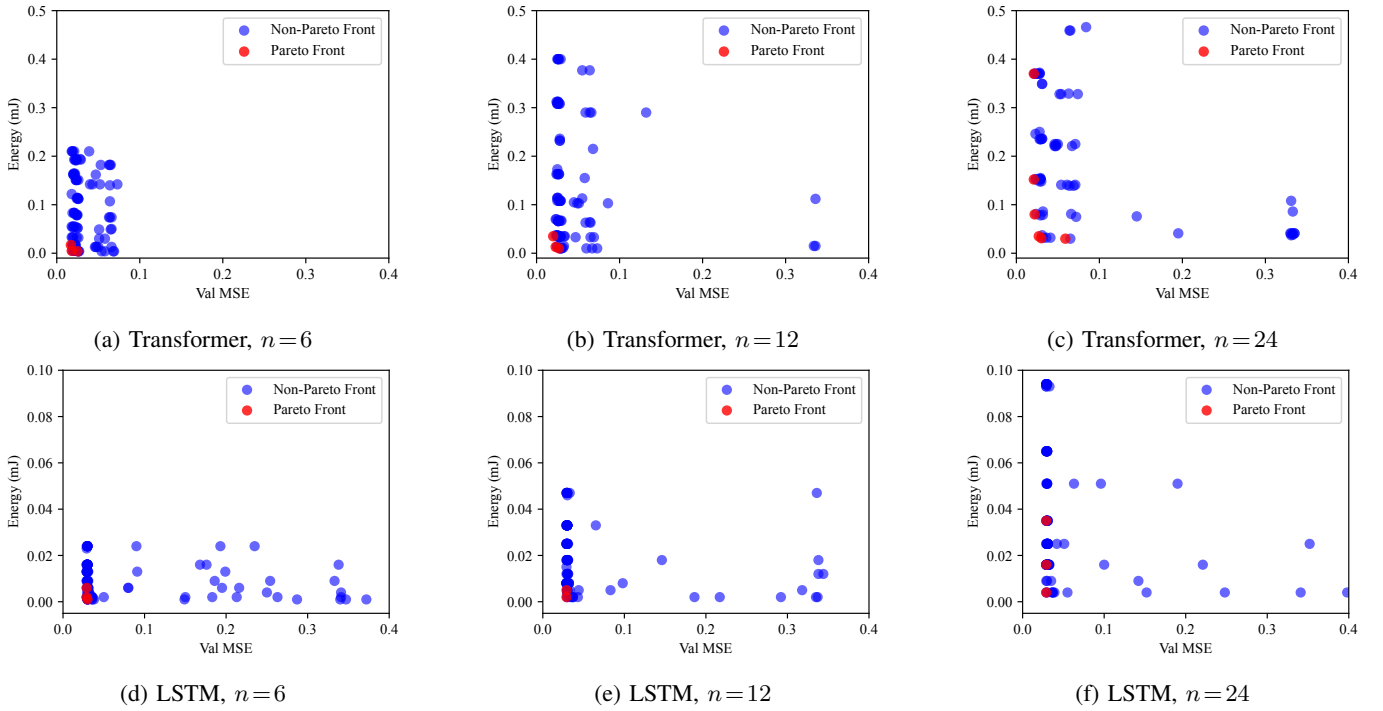 0.5
0.4
0.3
0.2
0.1
0.0
Energy (mJ)
Non-Pareto Front
Pareto Front
0.0 0.1 0.2 0.3 0.4
Val MSE
(a) Transformer, n=6
0.5
0.4
0.3
0.2
0.1
0.0
Energy (mJ)
Non-Pareto Front
Pareto Front
0.0 0.1 0.2 0.3 0.4
Val MSE
(b) Transformer, n=12
0.5
0.4
0.3
0.2
0.1
0.0
Energy (mJ)
Non-Pareto Front
Pareto Front
0.0 0.1 0.2 0.3 0.4
Val MSE
(c) Transformer, n=24
0.10
0.08
0.06
0.04
0.02
0.00
Energy (mJ)
Non-Pareto Front
Pareto Front
0.0 0.1 0.2 0.3 0.4
Val MSE
(d) LSTM, n=6
0.10
0.08
0.06
0.04
0.02
0.00
Energy (mJ)
Non-Pareto Front
Pareto Front
0.0 0.1 0.2 0.3 0.4
Val MSE
(e) LSTM, n=12
0.10
0.08
0.06
0.04
0.02
0.00
Energy (mJ)
Non-Pareto Front
Pareto Front
0.0 0.1 0.2 0.3 0.4
Val MSE
(f) LSTM, n=24